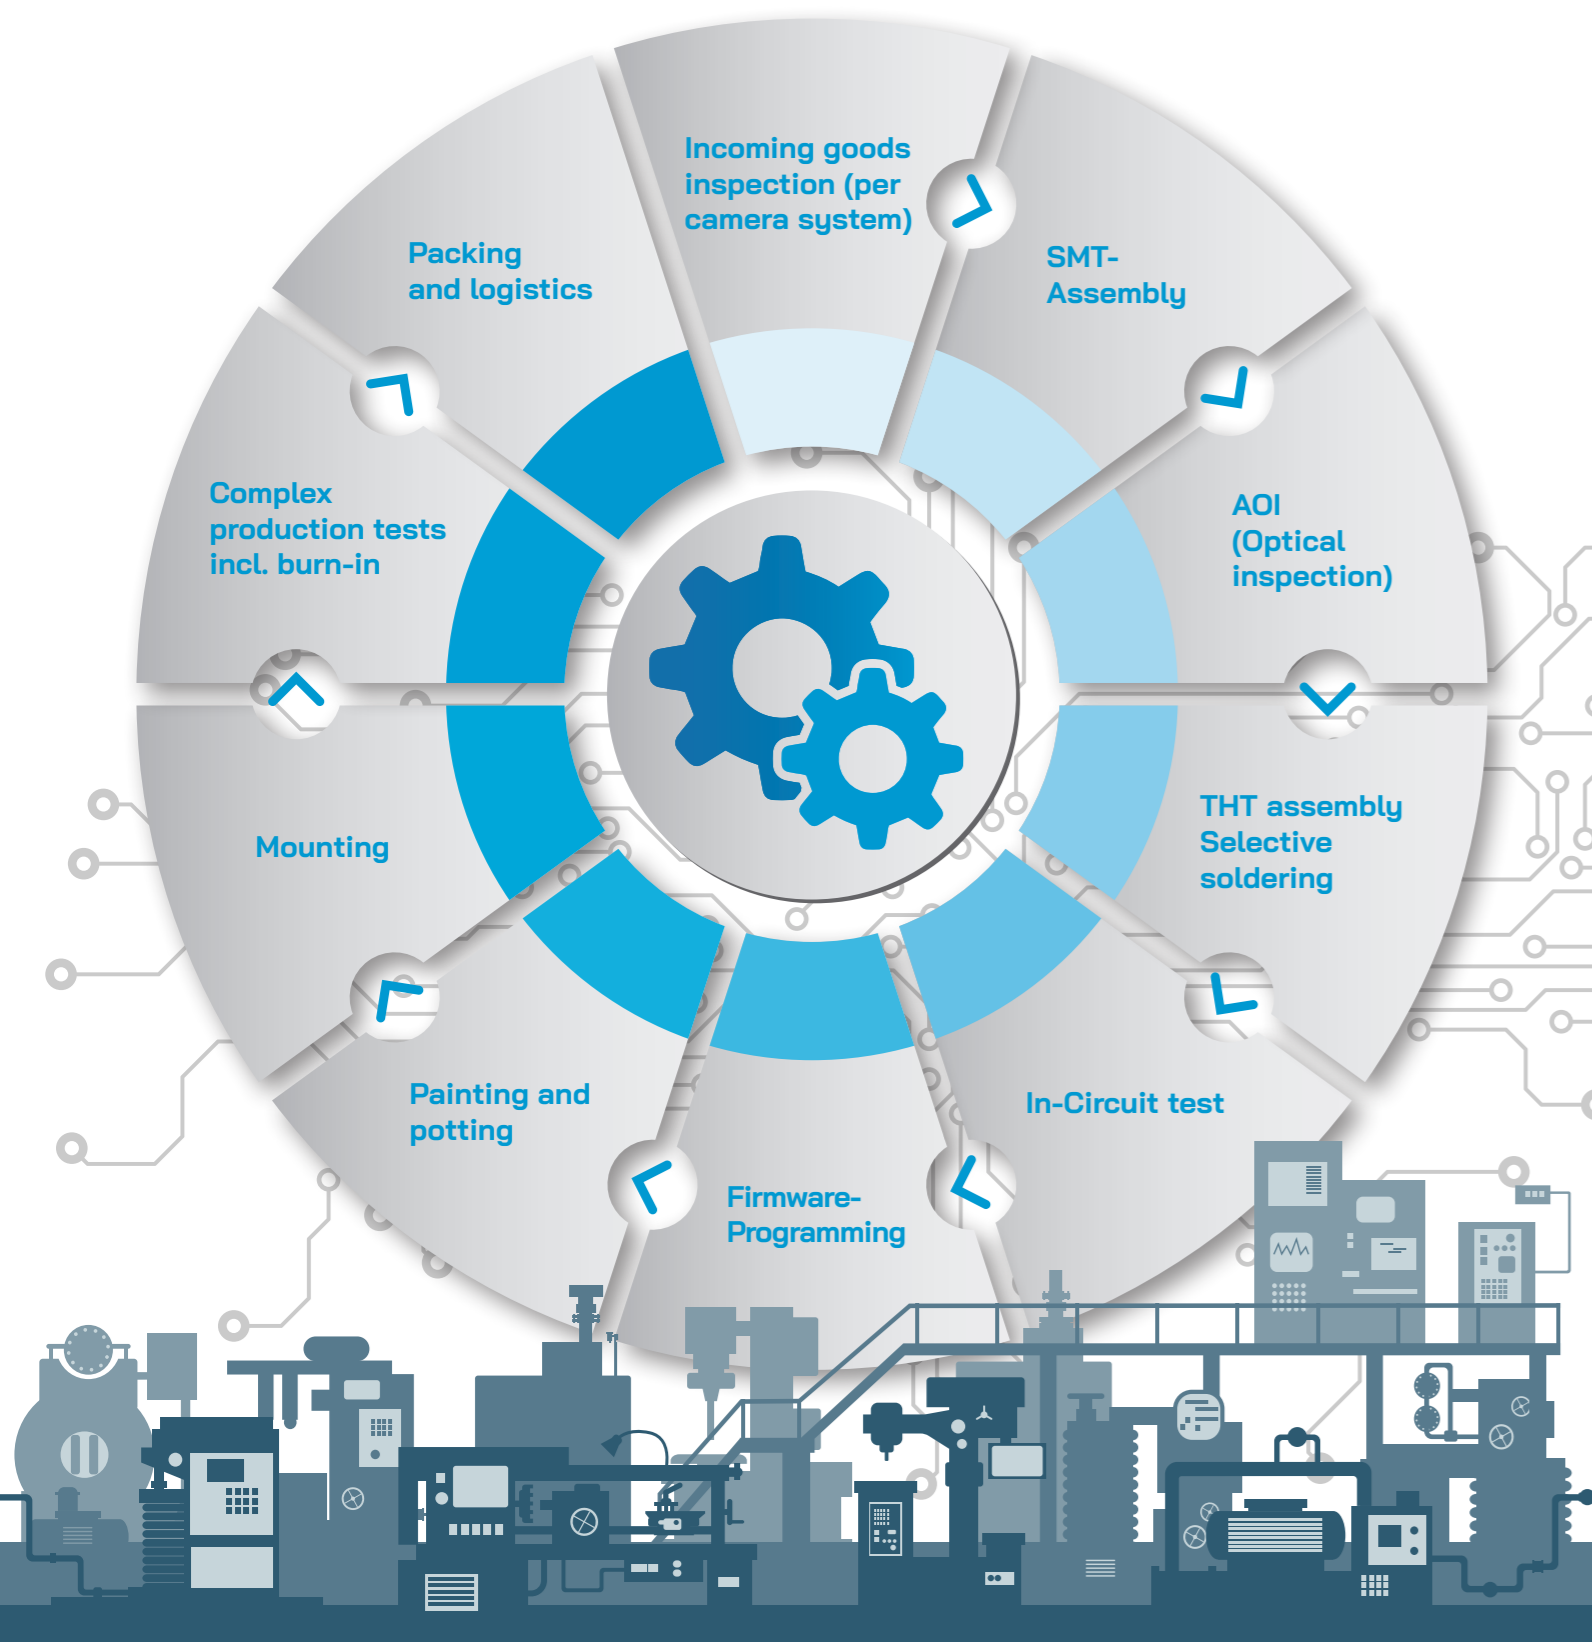 Incoming goods
inspection (per
camera system)
SMT-
Assembly
AOI
(Optical
inspection)
THT assembly
Selective
soldering
In-Circuit test
Firmware-
Programming
Painting and
potting
Mounting
Complex
production tests
incl. burn-in
Packing
and logistics